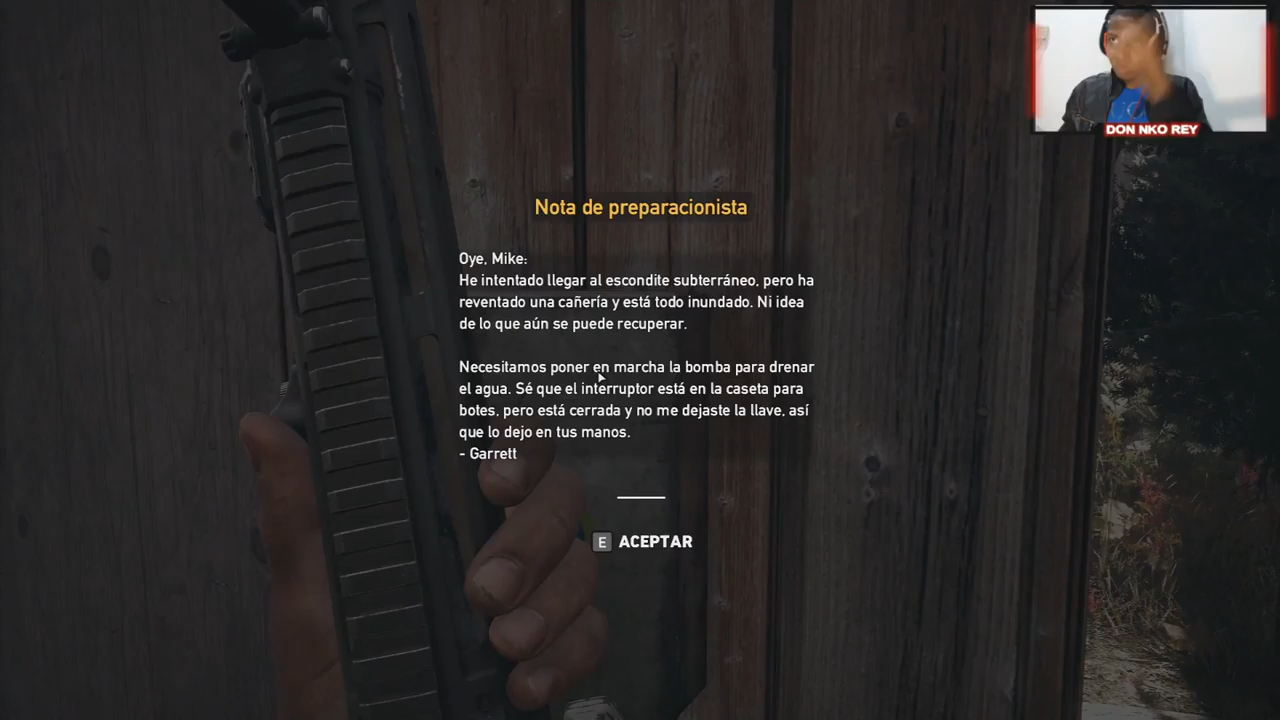 DON NKO REY
Nota de preparacionista
Oye, Mike:
He intentado llegar al escondite subterráneo, pero ha
reventado una cañería y está todo inundado. Ni idea
de lo que aún se puede recuperar.
Necesitamos poner en marcha la bomba para drenar
el agua. Sé que el interruptor está en la caseta para
botes, pero está cerrada y no me dejaste la llave, así
que lo dejo en tus manos.
- Garrett
E ACEPTAR